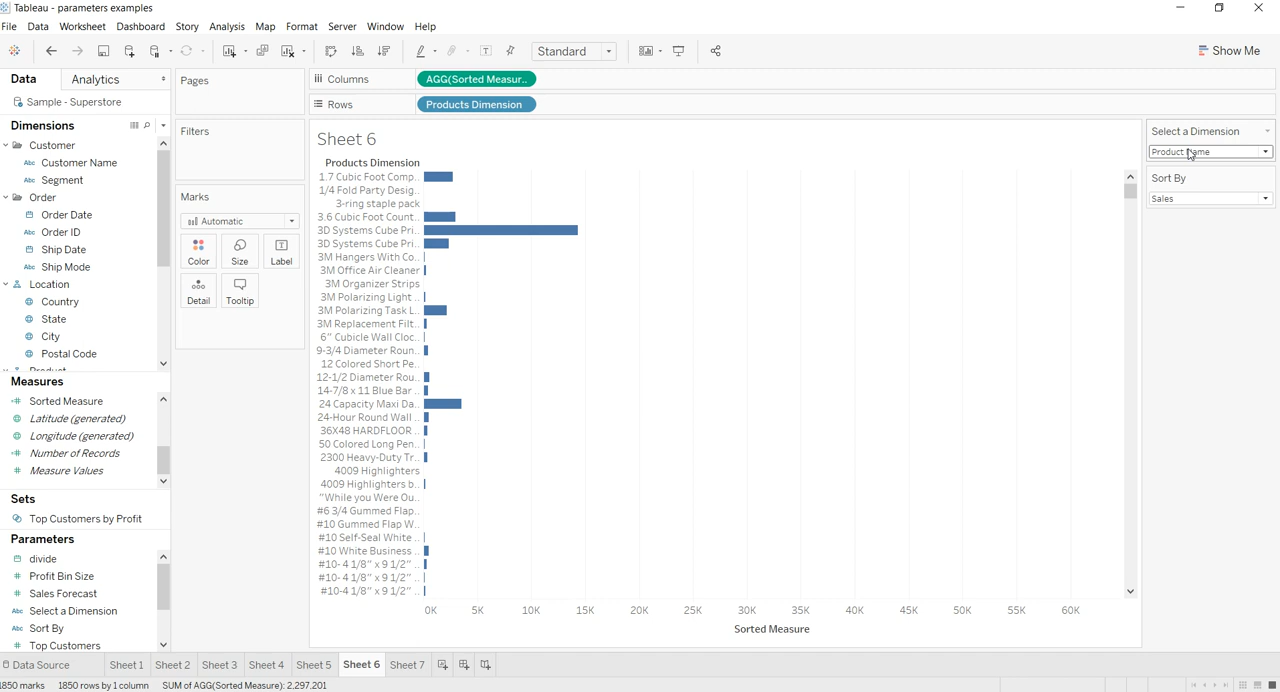 Tableau - parameters examples
File Data Worksheet Dashboard Story Analysis Map Format Server Window Help
Standard
Show Me
Data Analytics
Sample - Superstore
Dimensions
Customer
Abc Customer Name
Abc Segment
Order
Order Date
Abc Order ID
Ship Date
Abc Ship Mode
Location
Country
State
City
Postal Code
Product
Measures
Sorted Measure
Latitude (generated)
Longitude (generated)
Number of Records
Measure Values
Sets
Top Customers by Profit
Parameters
divide
Profit Bin Size
Sales Forecast
Abc Select a Dimension
Abc Sort By
Top Customers
Pages
Filters
Marks
Automatic
Color Size Label
Detail Tooltip
Columns AGG(Sorted Measur..
Rows Products Dimension
Sheet 6
Products Dimension
1.7 Cubic Foot Comp..
1/4 Fold Party Desig..
3-ring staple pack
3.6 Cubic Foot Count..
3D Systems Cube Pri..
3D Systems Cube Pri..
3M Hangers With Co..
3M Office Air Cleaner
3M Organizer Strips
3M Polarizing Light ..
3M Polarizing Task L..
3M Replacement Filt..
6" Cubicle Wall Cloc..
9-3/4 Diameter Roun..
12 Colored Short Pe..
12-1/2 Diameter Rou..
14-7/8 x 11 Blue Bar ..
24 Capacity Maxi Da..
24-Hour Round Wall ..
36X48 HARDFLOOR ..
50 Colored Long Pen..
2300 Heavy-Duty Tr..
4009 Highlighters
4009 Highlighters b..
"While you Were Ou..
#6 3/4 Gummed Flap..
#10 Gummed Flap W..
#10 Self-Seal White ..
#10 White Business ..
#10- 4 1/8" x 9 1/2" ..
#10- 4 1/8" x 9 1/2" ..
#10-4 1/8" x 9 1/2" ..
0K 5K 10K 15K 20K 25K 30K 35K 40K 45K 50K 55K 60K
Sorted Measure
Select a Dimension
Product Name
Sort By
Sales
Data Source Sheet 1 Sheet 2 Sheet 3 Sheet 4 Sheet 5 Sheet 6 Sheet 7
1850 marks 1850 rows by 1 column SUM of AGG(Sorted Measure): 2,297,201